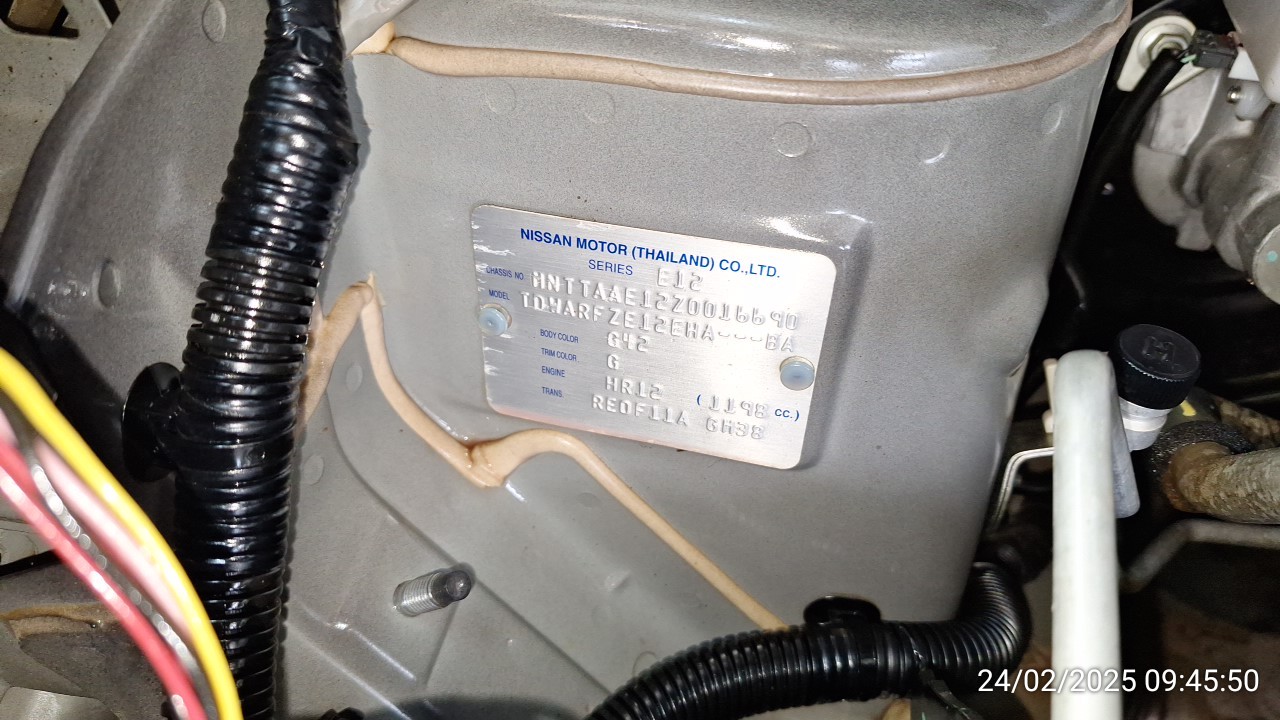 NISSAN MOTOR (THAILAND) CO.,LTD.
SERIES E12
CHASSIS NO. MNTTAAE12Z0016690
MODEL TDMARFZE12EHA---BA
BODY COLOR G42
TRIM COLOR G
ENGINE HR12 (1198 CC.)
TRANS. RE0F11A GH38
24/02/2025 09:45:50